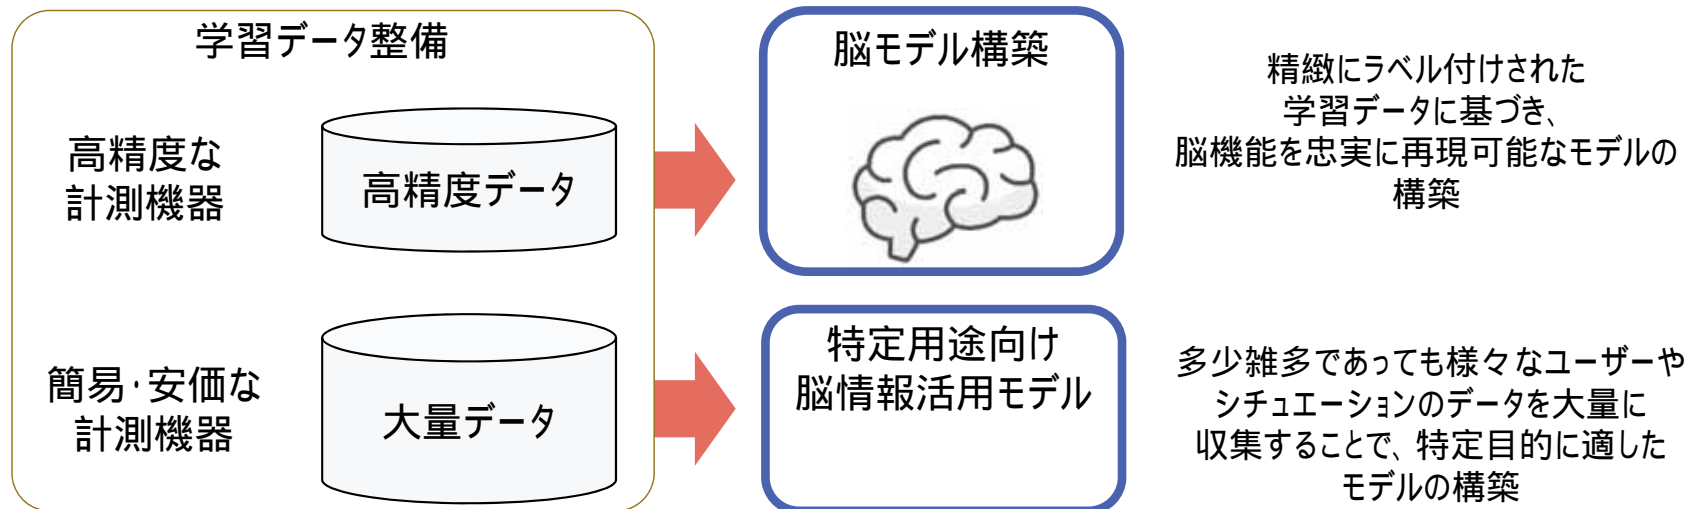 学習データ整備
高精度な
計測機器
高精度データ
簡易・安価な
計測機器
大量データ
脳モデル構築
特定用途向け
脳情報活用モデル
精緻にラベル付けされた
学習データに基づき、
脳機能を忠実に再現可能なモデルの
構築
多少雑多であっても様々なユーザーや
シチュエーションのデータを大量に
収集することで、特定目的に適した
モデルの構築